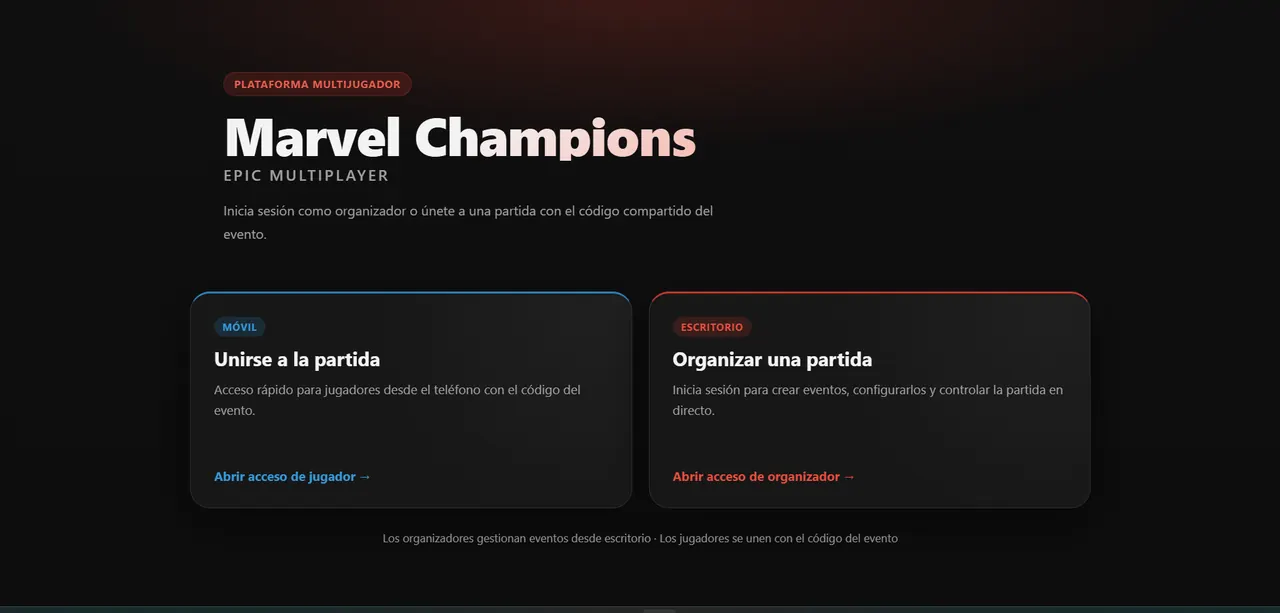 PLATAFORMA MULTIJUGADOR
Marvel Champions
EPIC MULTIPLAYER
Inicia sesión como organizador o únete a una partida con el código compartido del
evento.
MÓVIL
Unirse a la partida
Acceso rápido para jugadores desde el teléfono con el código del
evento.
Abrir acceso de jugador →
ESCRITORIO
Organizar una partida
Inicia sesión para crear eventos, configurarlos y controlar la partida en
directo.
Abrir acceso de organizador →
Los organizadores gestionan eventos desde escritorio · Los jugadores se unen con el código del evento